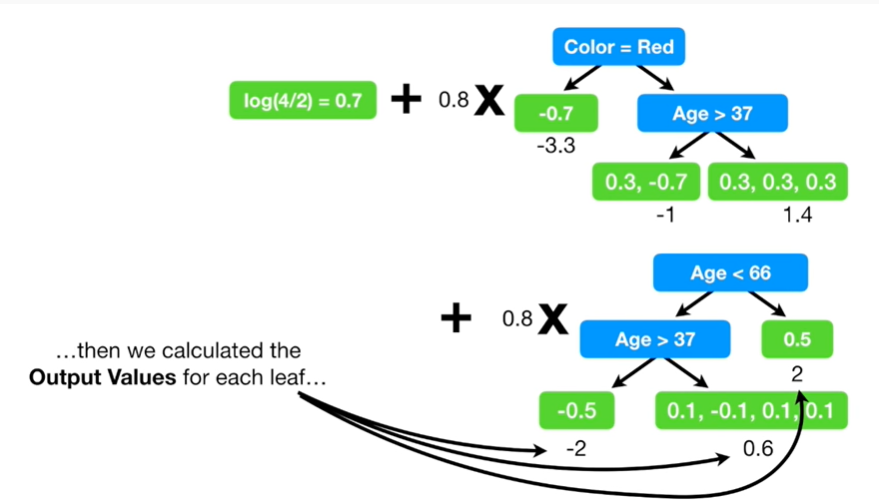 Color = Red
log(4/2) = 0.7 + 0.8 X -0.7 Age > 37
-3.3
0.3, -0.7 0.3, 0.3, 0.3
-1 1.4
Age < 66
+ 0.8 X Age > 37 0.5
…then we calculated the
Output Values for each leaf…
2
-0.5 0.1, -0.1, 0.1, 0.1
-2 0.6